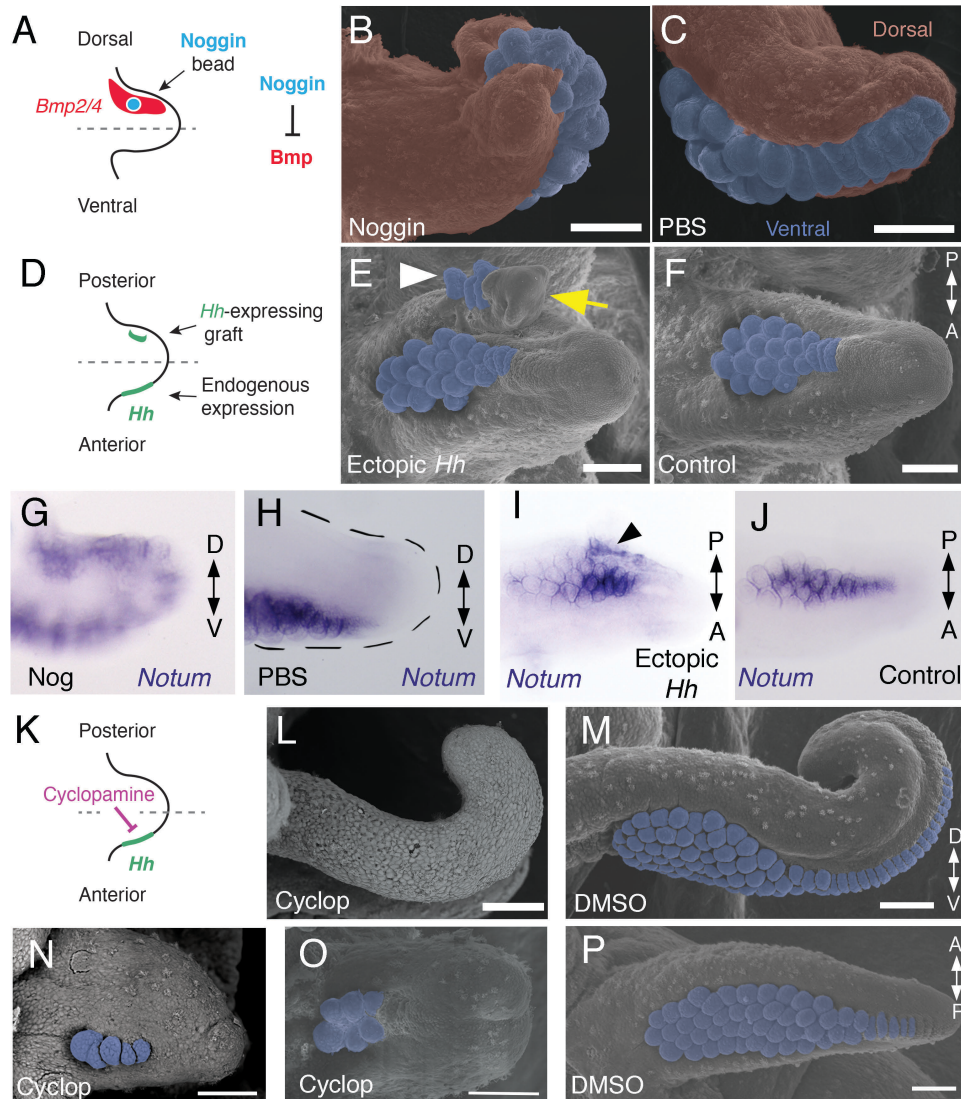 A
Dorsal
Noggin
bead
Bmp2/4
Ventral
Noggin
Bmp
B
Noggin
C
Dorsal
PBS
Ventral
D
Posterior
Hh-expressing
graft
Endogenous
expression
Hh
Anterior
E
Ectopic Hh
F
P
A
Control
G
D
V
Nog
Notum
H
D
V
PBS
Notum
I
P
A
Notum
Ectopic
Hh
J
P
A
Notum
Control
K
Posterior
Cyclopamine
Hh
Anterior
L
Cyclop
M
D
V
DMSO
N
Cyclop
O
Cyclop
P
A
P
DMSO